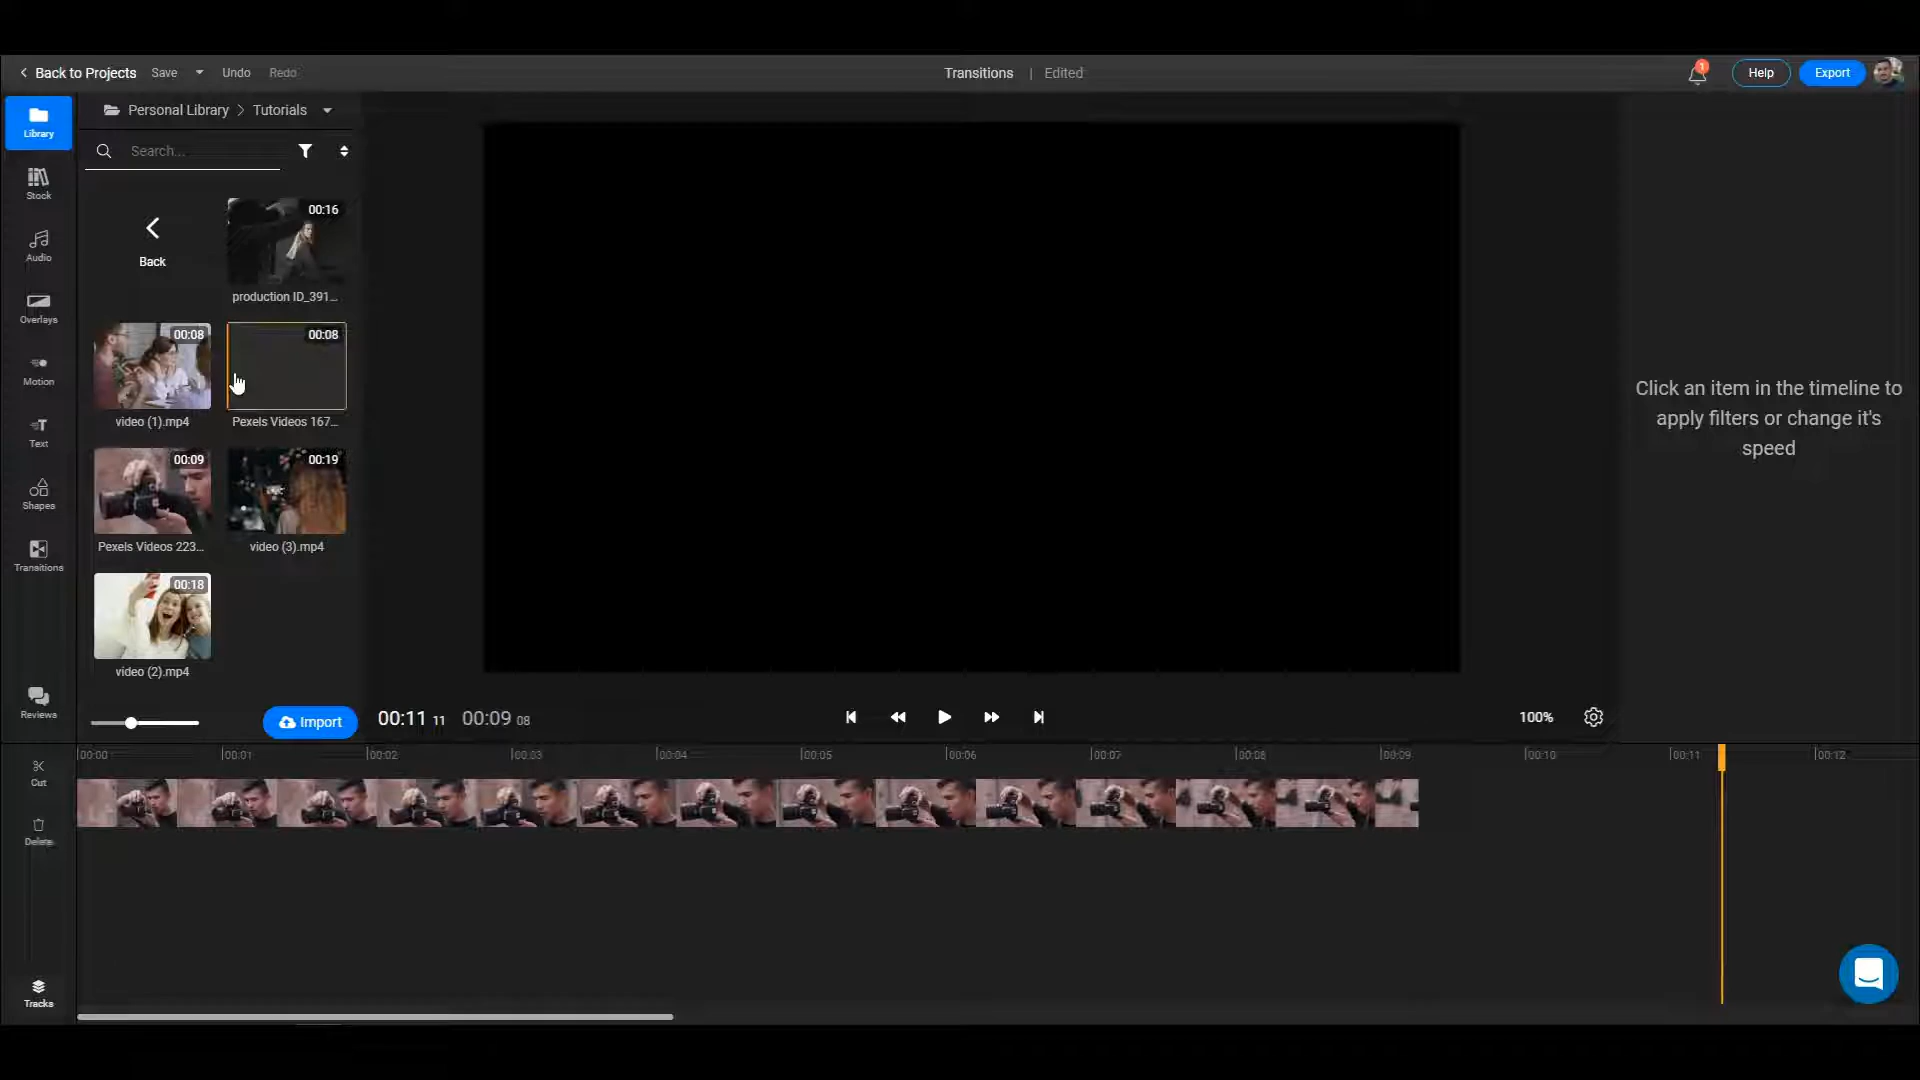 Back to Projects Save Undo Redo Transitions | Edited 1 Help Export
Library
Stock
Audio
Overlays
Motion
Text
Shapes
Transitions
Reviews
Personal Library > Tutorials
Search...
Back
00:16
production ID_391...
00:08
video (1).mp4
00:08
Pexels Videos 167...
00:09
Pexels Videos 223...
00:19
video (3).mp4
00:18
video (2).mp4
Import
Click an item in the timeline to
apply filters or change it's
speed
00:11 11 00:09 08
100%
00:00 00:01 00:02 00:03 00:04 00:05 00:06 00:07 00:08 00:09 00:10 00:11 00:12
Cut
Delete
Tracks